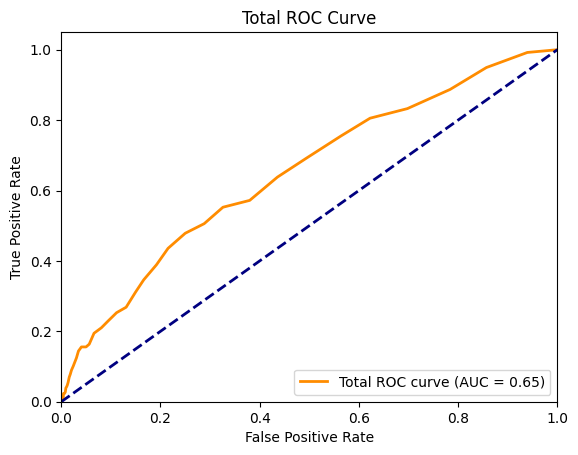 Total ROC Curve
1.0
0.8
0.6
0.4
0.2
0.0
True Positive Rate
Total ROC curve (AUC = 0.65)
0.0 0.2 0.4 0.6 0.8 1.0
False Positive Rate